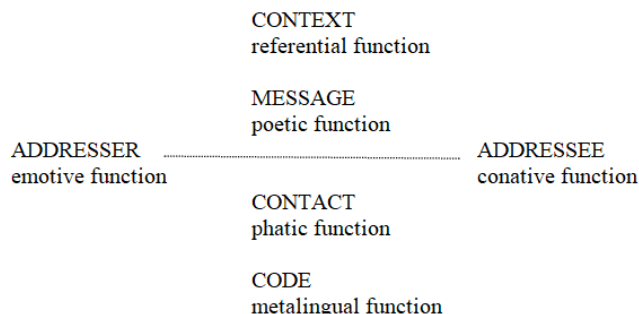 CONTEXT
referential function
MESSAGE
poetic function
ADDRESSER
emotive function
ADDRESSEE
conative function
CONTACT
phatic function
CODE
metalingual function